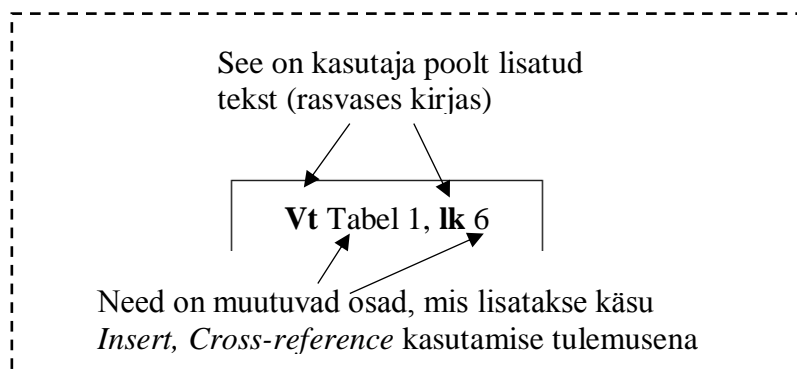 See on kasutaja poolt lisatud
tekst (rasvases kirjas)
Vt Tabel 1, lk 6
Need on muutuvad osad, mis lisatakse käsu
Insert, Cross-reference kasutamise tulemusena